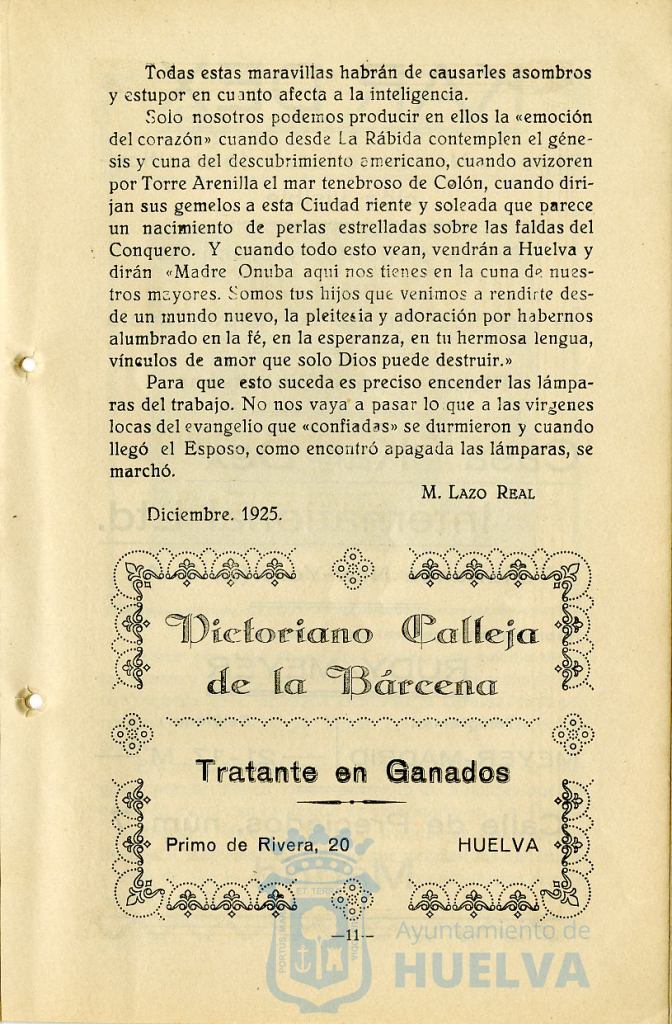 Todas estas maravillas habrán de causarles asombros
y estupor en cuanto afecta a la inteligencia.
Solo nosotros podemos producir en ellos la «emoción
del corazón» cuando desde La Rábida contemplen el géne-
sis y cuna del descubrimiento americano, cuando avizoren
por Torre Arenilla el mar tenebroso de Colón, cuando diri-
jan sus gemelos a esta Ciudad riente y soleada que parece
un nacimiento de perlas estrelladas sobre las faldas del
Conquero. Y cuando todo esto vean, vendrán a Huelva y
dirán «Madre Onuba aqui nos tienes en la cuna de nues-
tros mayores. Somos tus hijos que venimos a rendirte des-
de un mundo nuevo, la pleitesia y adoración por habernos
alumbrado en la fé, en la esperanza, en tu hermosa lengua,
vínculos de amor que solo Dios puede destruir.»
Para que esto suceda es preciso encender las lámpa-
ras del trabajo. No nos vaya a pasar lo que a las vírgenes
locas del evangelio que «confiadas» se durmieron y cuando
llegó el Esposo, como encontró apagada las lámparas, se
marchó.
M. LAZO REAL
Diciembre. 1925.
Victoriano Calleja
de la Bárcena
Tratante en Ganados
Primo de Rivera, 20 HUELVA
—11—
Ayuntamiento de
HUELVA